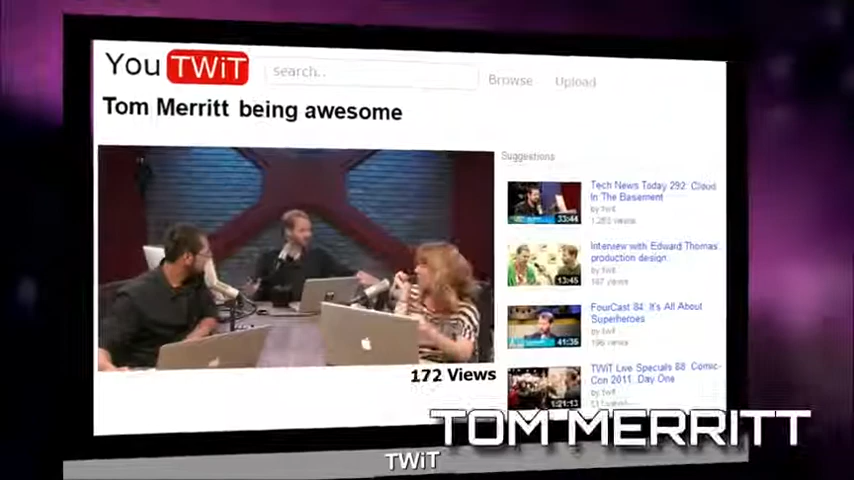 You TWiT
search..
Browse
Upload
Tom Merritt being awesome
Suggestions
Tech News Today 292: Cloud
In The Basement
by twit
33:44
Interview with Edward Thomas'
production design
by twit
13:45
FourCast 84: It's All About
Superheroes
by twit
196 views
41:35
TWiT Live Specials 88: Comic-
Con 2011: Day One
by twit
1:21:13
172 Views
TOM MERRITT
TWiT